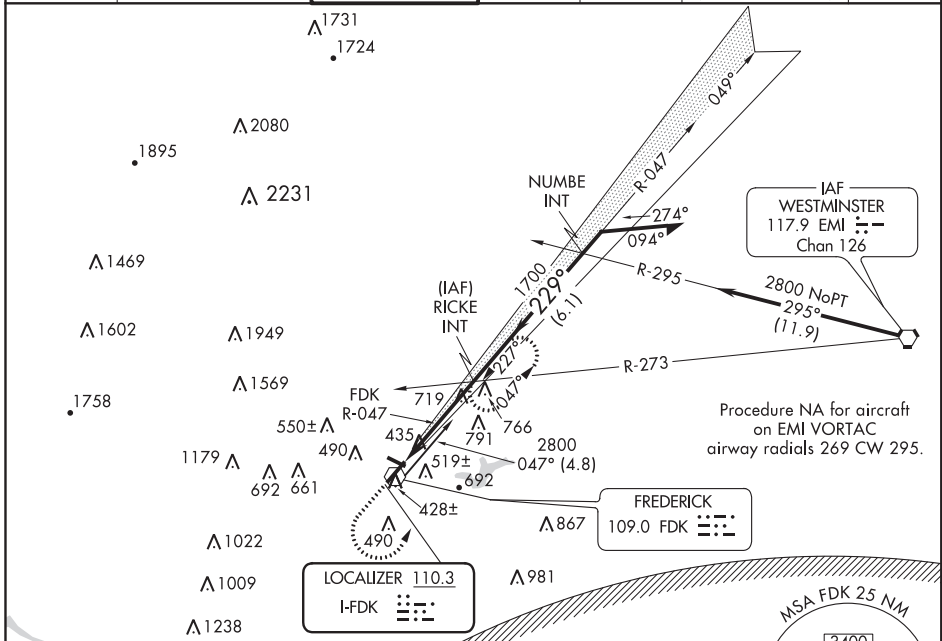 1731
1724
2080
1895
2231
049°
R-047
NUMBE
INT
274°
094°
IAF
WESTMINSTER
117.9 EMI
Chan 126
1469
1700
229°
(6.1)
R-295
2800 NoPT
295°
(11.9)
(IAF)
RICKE
INT
1602
1949
227°
047°
R-273
1569
1758
FDK
R-047
719
766
791
Procedure NA for aircraft
on EMI VORTAC
airway radials 269 CW 295.
550±
435
490
2800
047° (4.8)
1179
692
661
519±
692
428±
FREDERICK
109.0 FDK
867
490
1022
LOCALIZER 110.3
I-FDK
1009
981
1238
MSA FDK 25 NM